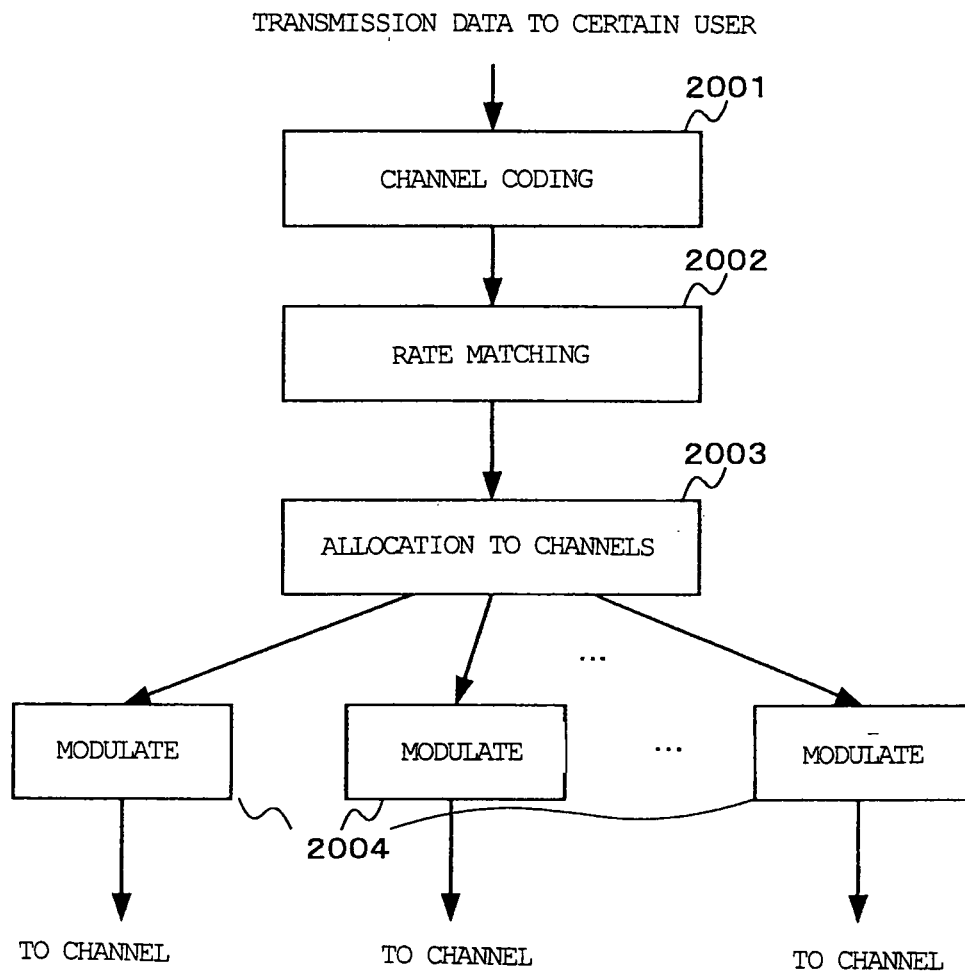 TRANSMISSION DATA TO CERTAIN USER
2001
CHANNEL CODING
2002
RATE MATCHING
2003
ALLOCATION TO CHANNELS
...
MODULATE
MODULATE
...
MODULATE
2004
TO CHANNEL
TO CHANNEL
TO CHANNEL